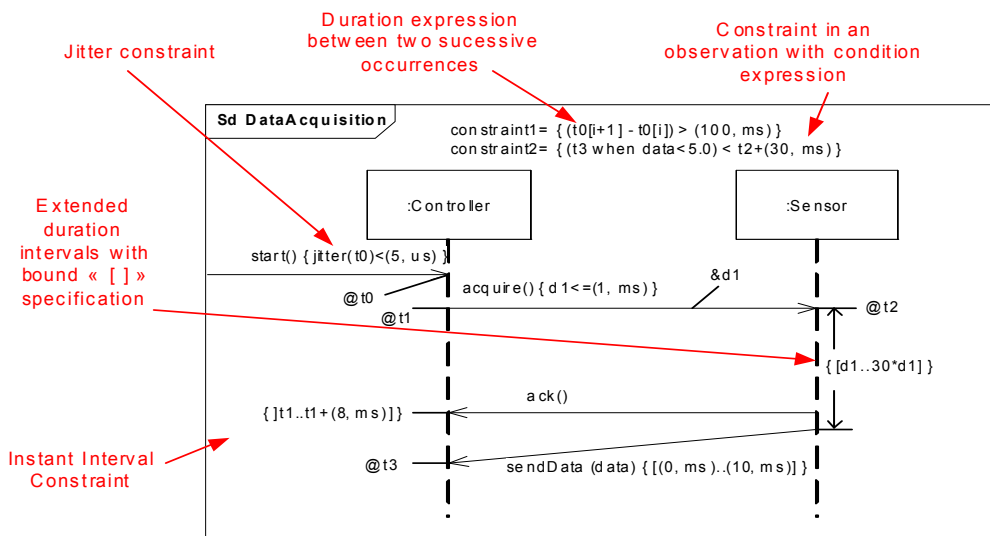 Duration expression
between two sucessive
occurrences
Constraint in an
observation with condition
expression
Jitter constraint
Sd DataAcquisition
constraint1= { (t0[i+1] - t0[i]) > (100, ms) }
constraint2= { (t3 when data<5.0) < t2+(30, ms) }
Extended
duration
intervals with
bound « [ ] »
specification
:Controller
:Sensor
start() { jitter(t0)<(5, us) }
@t0
acquire() { d1<=(1, ms) }
&d1
@t1
@t2
{ [d1..30*d1] }
ack()
{ ]t1..t1+(8, ms)] }
Instant Interval
Constraint
@t3
sendData (data) { [(0, ms)..(10, ms)] }